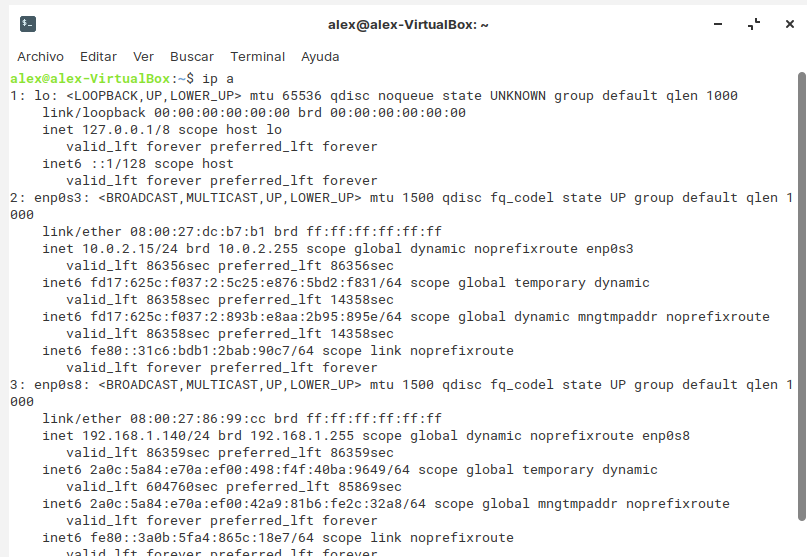 alex@alex-VirtualBox: ~
Archivo Editar Ver Buscar Terminal Ayuda
alex@alex-VirtualBox:~$ ip a
1: lo: <LOOPBACK,UP,LOWER_UP> mtu 65536 qdisc noqueue state UNKNOWN group default qlen 1000
    link/loopback 00:00:00:00:00:00 brd 00:00:00:00:00:00
    inet 127.0.0.1/8 scope host lo
       valid_lft forever preferred_lft forever
    inet6 ::1/128 scope host
       valid_lft forever preferred_lft forever
2: enp0s3: <BROADCAST,MULTICAST,UP,LOWER_UP> mtu 1500 qdisc fq_codel state UP group default qlen 1
000
    link/ether 08:00:27:dc:b7:b1 brd ff:ff:ff:ff:ff:ff
    inet 10.0.2.15/24 brd 10.0.2.255 scope global dynamic noprefixroute enp0s3
       valid_lft 86356sec preferred_lft 86356sec
    inet6 fd17:625c:f037:2:5c25:e876:5bd2:f831/64 scope global temporary dynamic
       valid_lft 86358sec preferred_lft 14358sec
    inet6 fd17:625c:f037:2:893b:e8aa:2b95:895e/64 scope global dynamic mngtmpaddr noprefixroute
       valid_lft 86358sec preferred_lft 14358sec
    inet6 fe80::31c6:bdb1:2bab:90c7/64 scope link noprefixroute
       valid_lft forever preferred_lft forever
3: enp0s8: <BROADCAST,MULTICAST,UP,LOWER_UP> mtu 1500 qdisc fq_codel state UP group default qlen 1
000
    link/ether 08:00:27:86:99:cc brd ff:ff:ff:ff:ff:ff
    inet 192.168.1.140/24 brd 192.168.1.255 scope global dynamic noprefixroute enp0s8
       valid_lft 86359sec preferred_lft 86359sec
    inet6 2a0c:5a84:e70a:ef00:498:f4f:40ba:9649/64 scope global temporary dynamic
       valid_lft 604760sec preferred_lft 85869sec
    inet6 2a0c:5a84:e70a:ef00:42a9:81b6:fe2c:32a8/64 scope global mngtmpaddr noprefixroute
       valid_lft forever preferred_lft forever
    inet6 fe80::3a0b:5fa4:865c:18e7/64 scope link noprefixroute
       valid_lft forever preferred_lft forever